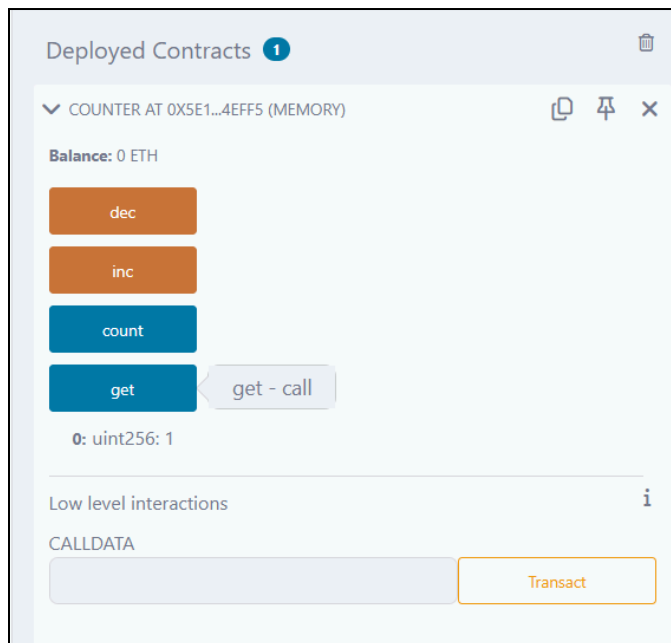 Deployed Contracts 1
COUNTER AT 0X5E1...4EFF5 (MEMORY)
Balance: 0 ETH
dec
inc
count
get
get - call
0: uint256: 1
Low level interactions
i
CALLDATA
Transact